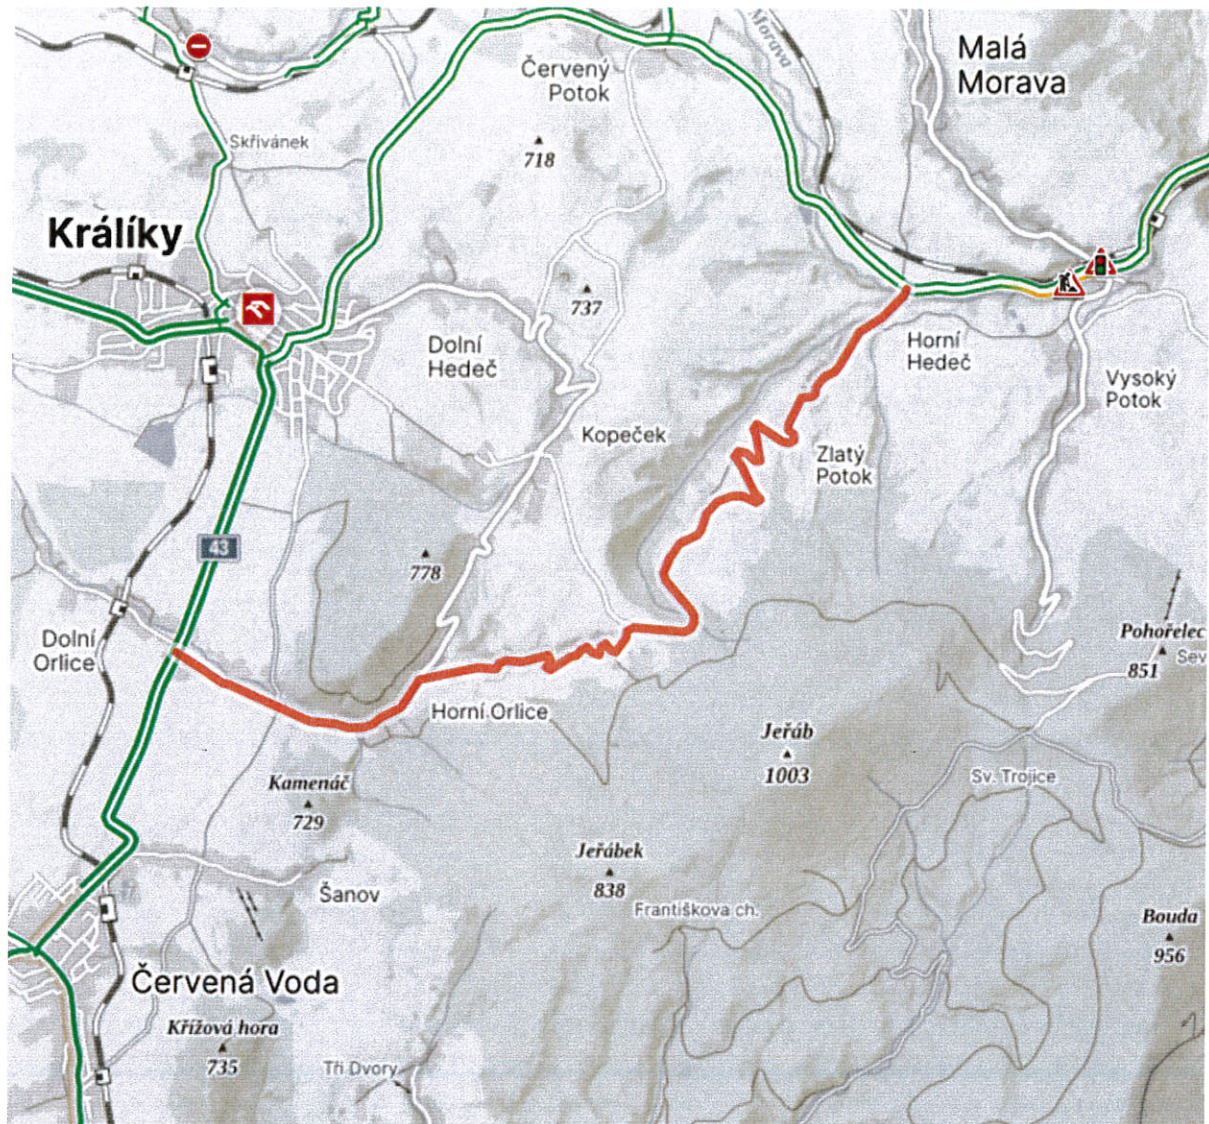 Morava
Malá
Morava
Červený
Potok
Skřivánek
718
Králíky
737
Dolní
Hedeč
Horní
Hedeč
Vysoký
Potok
Kopeček
Zlatý
Potok
43
778
Dolní
Orlice
Pohořelec
851
Sev
Horní Orlice
Jeřáb
1003
Kamenáč
729
Sv. Trojice
Jeřábek
838
Šanov
Františkova ch.
Bouda
956
Červená Voda
Křížová hora
735
Tři Dvory